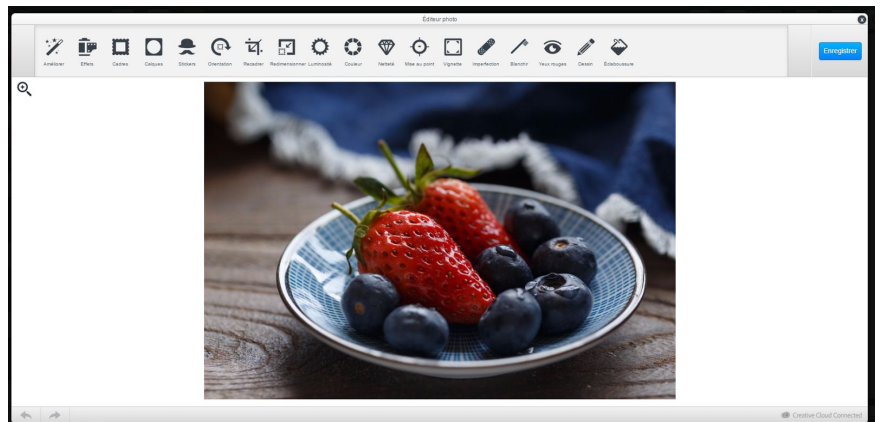 Éditeur photo
Améliorer Effets Cadres Calques Stickers Orientation Recadrer Redimensionner Luminosité Couleur Netteté Mise au point Vignette Imperfection Blanchir Yeux rouges Dessin Éclaboussure
Enregistrer
Creative Cloud Connected